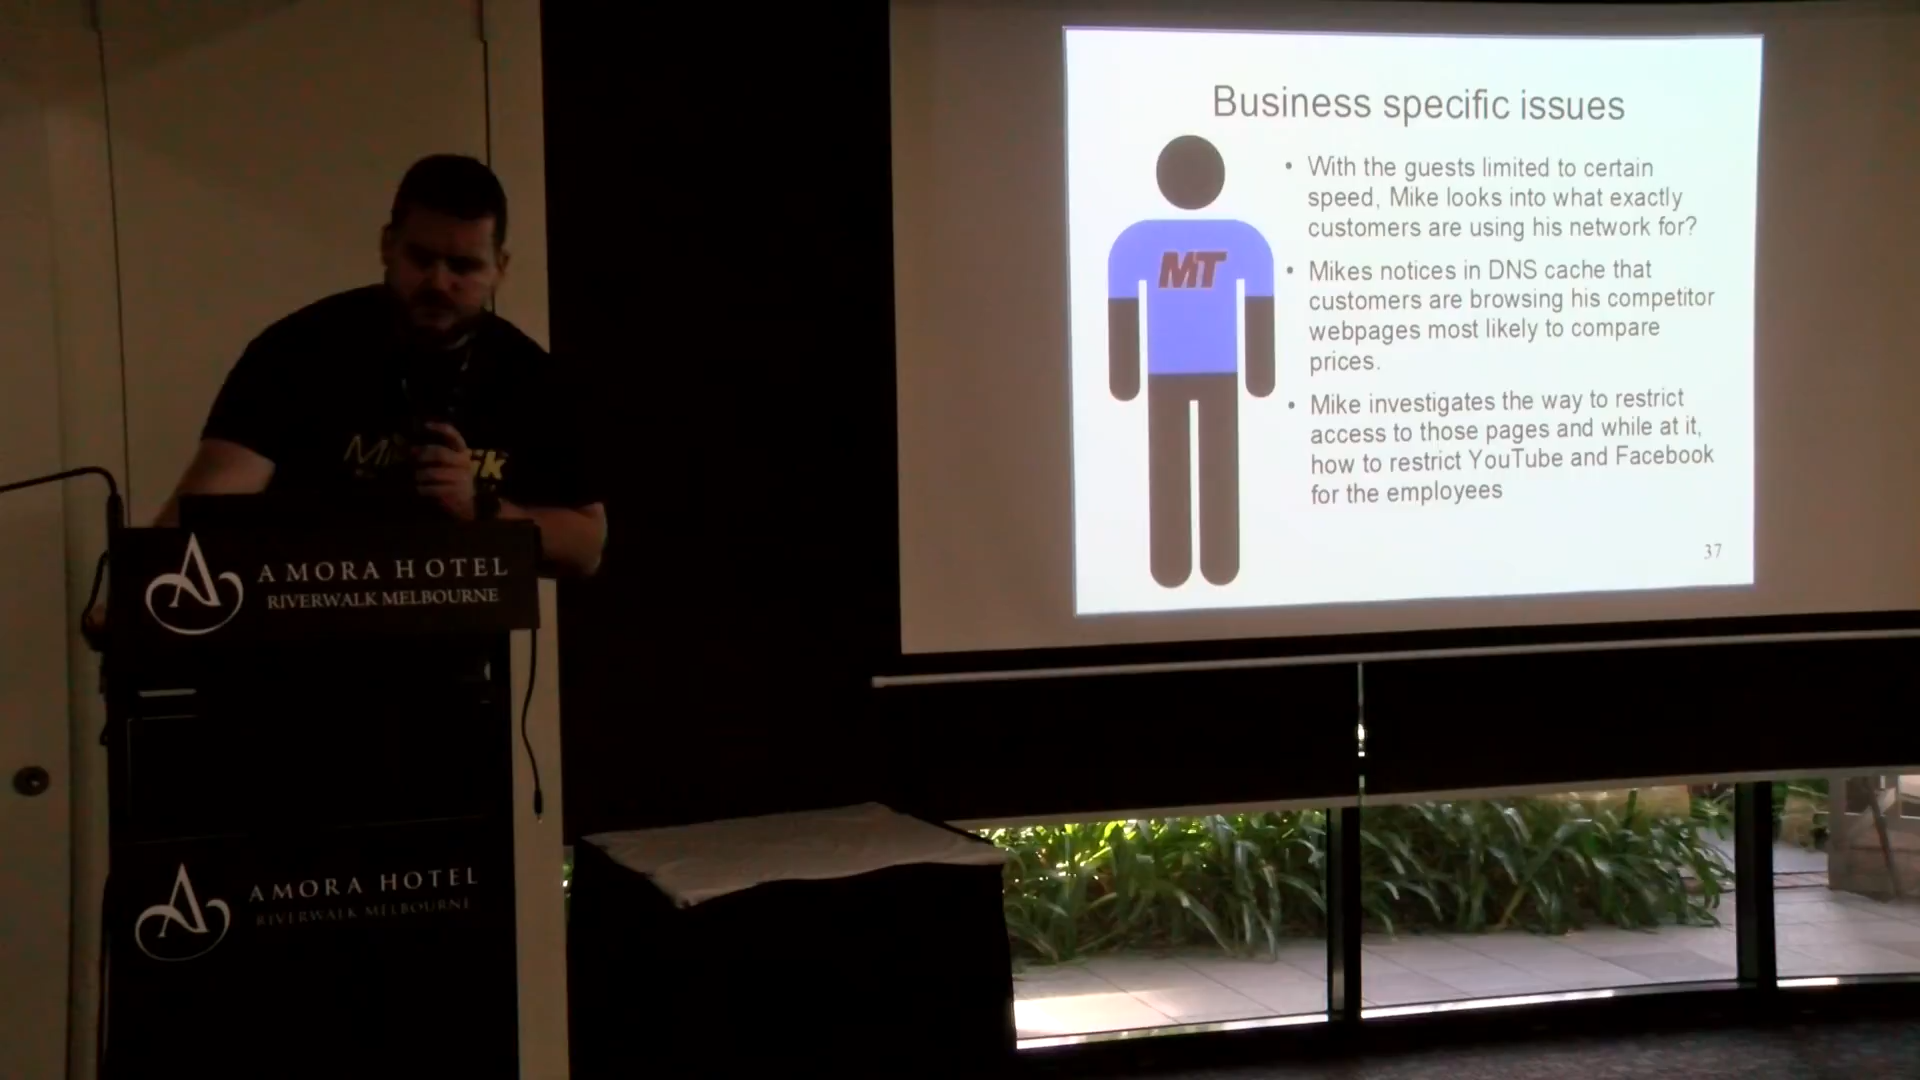 Business specific issues
• With the guests limited to certain
speed, Mike looks into what exactly
customers are using his network for?
• Mikes notices in DNS cache that
customers are browsing his competitor
webpages most likely to compare
prices.
• Mike investigates the way to restrict
access to those pages and while at it,
how to restrict YouTube and Facebook
for the employees
37
MT
AMORA HOTEL
RIVERWALK MELBOURNE
AMORA HOTEL
RIVERWALK MELBOURNE